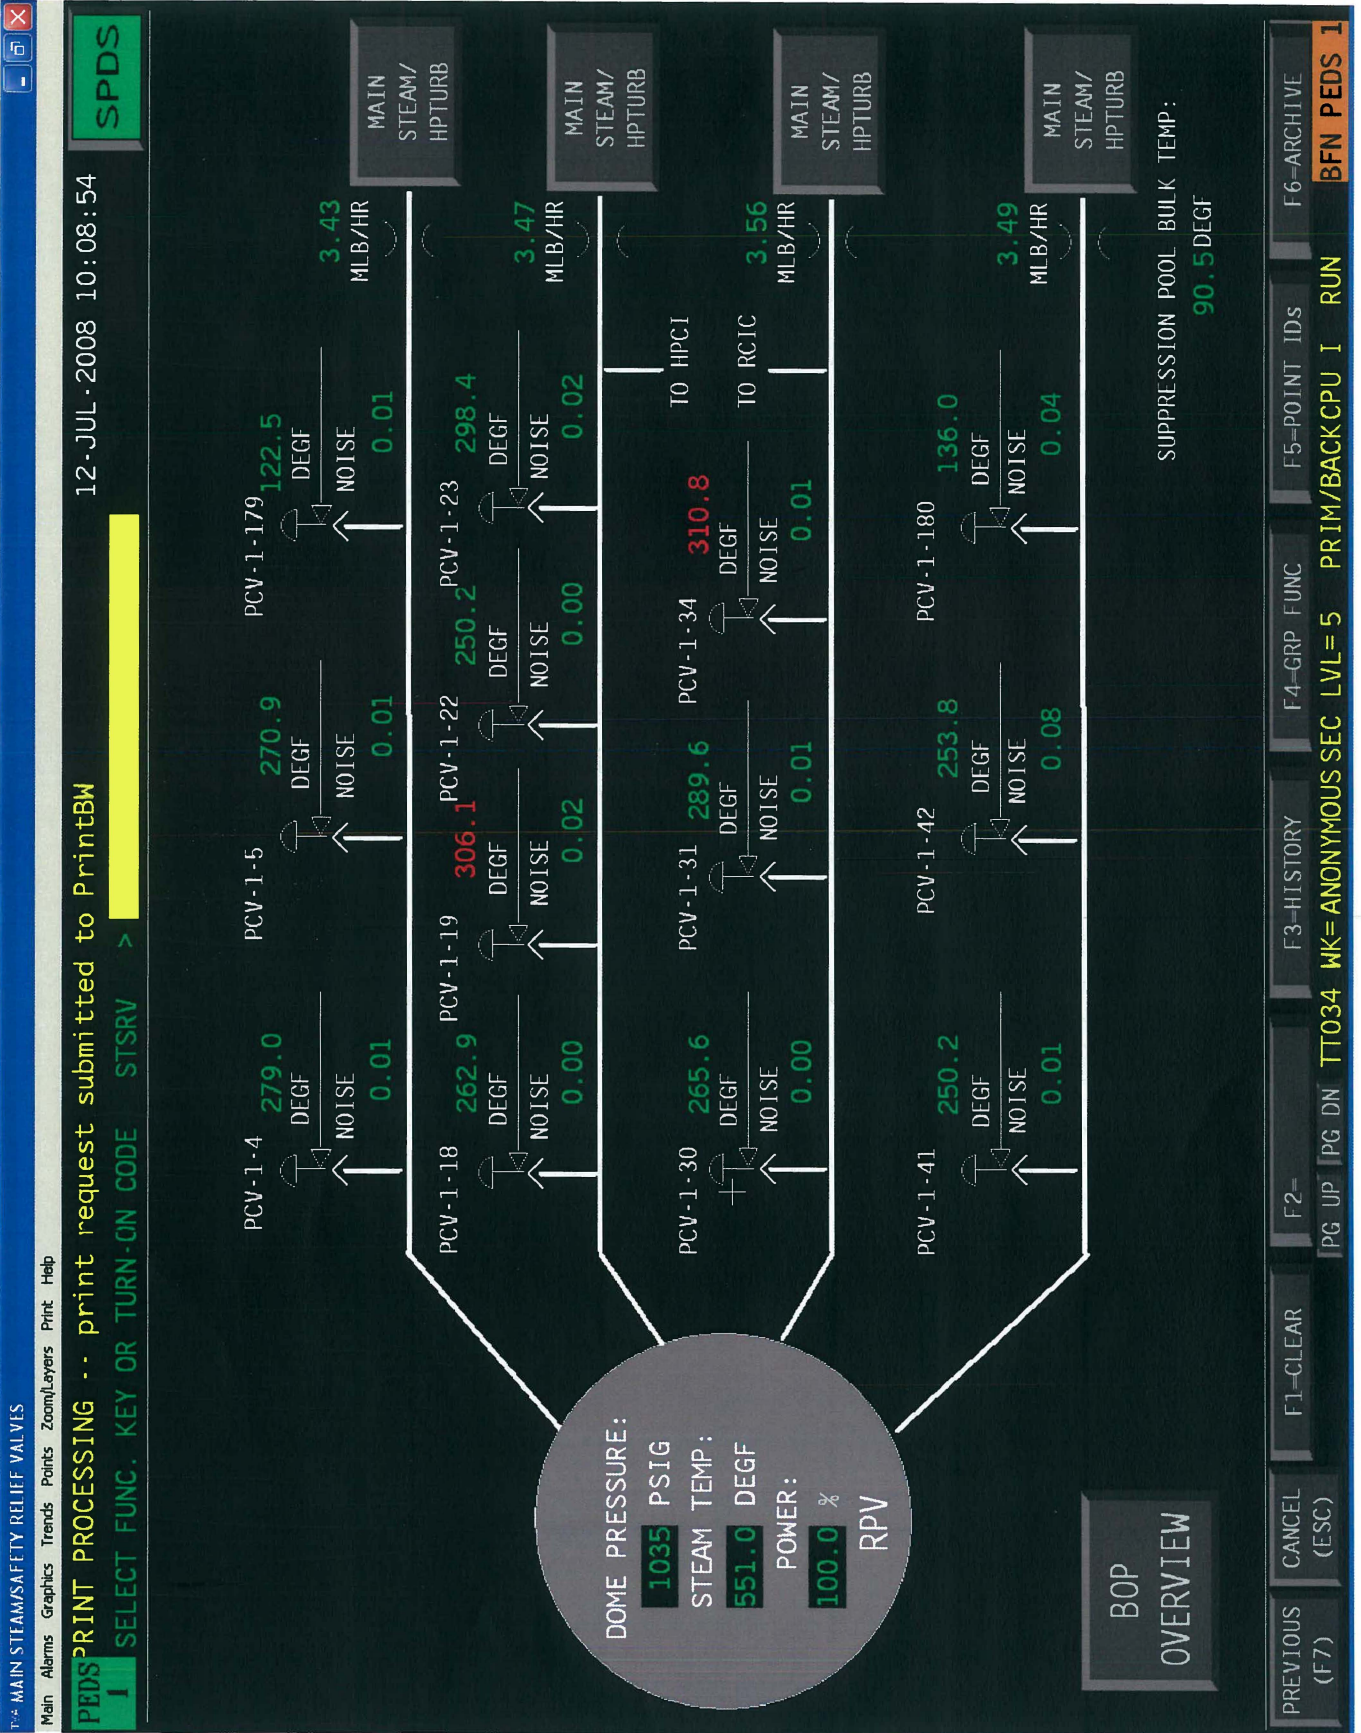 TVA MAIN STEAM/SAFETY RELIEF VALVES
Main Alarms Graphics Trends Points Zoom/Layers Print Help
PEDS 1
PRINT PROCESSING -- print request submitted to PrintBW
12-JUL-2008 10:08:54
SPDS
SELECT FUNC. KEY OR TURN-ON CODE STSRV >
PCV-1-4
279.0
DEGF
NOISE
0.01
PCV-1-5
270.9
DEGF
NOISE
0.01
PCV-1-179
122.5
DEGF
NOISE
0.01
3.43
MLB/HR
MAIN
STEAM/
HPTURB
PCV-1-18
262.9
DEGF
NOISE
0.00
PCV-1-19
306.1
DEGF
NOISE
0.02
PCV-1-22
250.2
DEGF
NOISE
0.00
PCV-1-23
298.4
DEGF
NOISE
0.02
3.47
MLB/HR
MAIN
STEAM/
HPTURB
TO HPCI
TO RCIC
PCV-1-30
265.6
DEGF
NOISE
0.00
PCV-1-31
289.6
DEGF
NOISE
0.01
PCV-1-34
310.8
DEGF
NOISE
0.01
3.56
MLB/HR
MAIN
STEAM/
HPTURB
PCV-1-41
250.2
DEGF
NOISE
0.01
PCV-1-42
253.8
DEGF
NOISE
0.08
PCV-1-180
136.0
DEGF
NOISE
0.04
3.49
MLB/HR
MAIN
STEAM/
HPTURB
DOME PRESSURE:
1035 PSIG
STEAM TEMP:
551.0 DEGF
POWER:
100.0 %
RPV
SUPPRESSION POOL BULK TEMP:
90.5 DEGF
BOP
OVERVIEW
PREVIOUS
(F7)
CANCEL
(ESC)
F1=CLEAR
F2=
F3=HISTORY
F4=GRP FUNC
F5=POINT IDs
F6=ARCHIVE
PG UP PG DN TT034 WK=ANONYMOUS SEC LVL= 5 PRIM/BACK CPU I RUN BFN PEDS 1